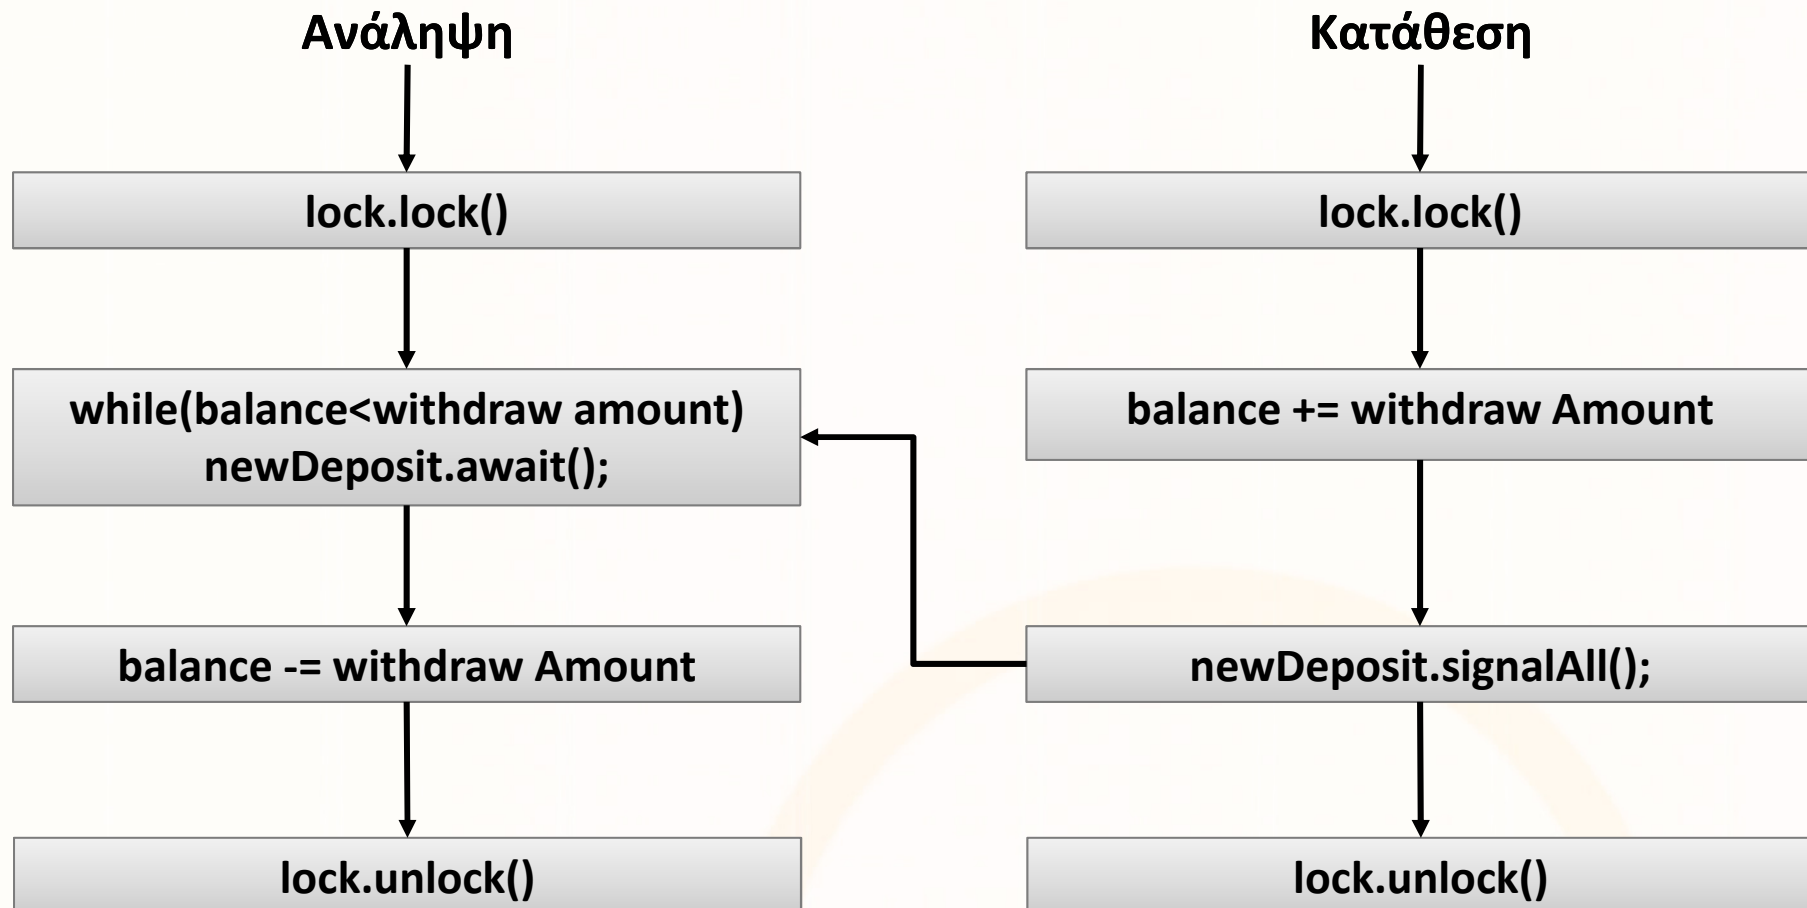 Ανάληψη
lock.lock()
while(balance<withdraw amount)
newDeposit.await();
balance -= withdraw Amount
lock.unlock()
Κατάθεση
lock.lock()
balance += withdraw Amount
newDeposit.signalAll();
lock.unlock()